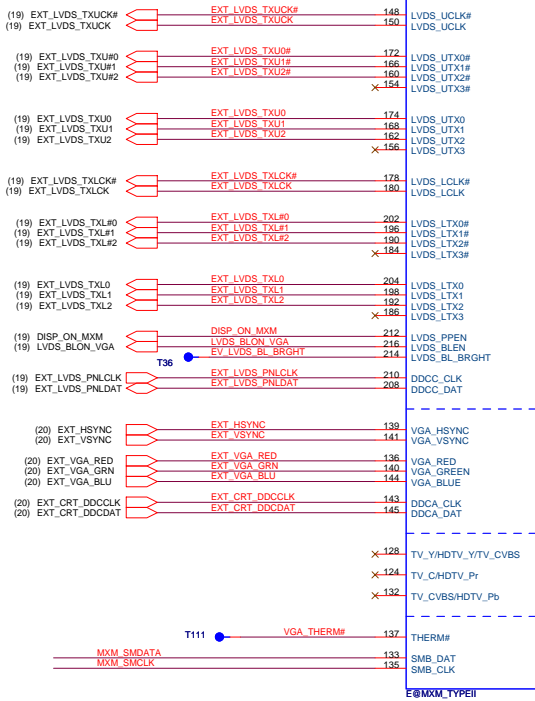 (19) EXT_LVDS_TXUCK# EXT_LVDS_TXUCK# 148 LVDS_UCLK#
(19) EXT_LVDS_TXUCK EXT_LVDS_TXUCK 150 LVDS_UCLK
(19) EXT_LVDS_TXU#0 EXT_LVDS_TXU0# 172 LVDS_UTX0#
(19) EXT_LVDS_TXU#1 EXT_LVDS_TXU1# 166 LVDS_UTX1#
(19) EXT_LVDS_TXU#2 EXT_LVDS_TXU2# 160 LVDS_UTX2#
154 LVDS_UTX3#
(19) EXT_LVDS_TXU0 EXT_LVDS_TXU0 174 LVDS_UTX0
(19) EXT_LVDS_TXU1 EXT_LVDS_TXU1 168 LVDS_UTX1
(19) EXT_LVDS_TXU2 EXT_LVDS_TXU2 162 LVDS_UTX2
156 LVDS_UTX3
(19) EXT_LVDS_TXLCK# EXT_LVDS_TXLCK# 178 LVDS_LCLK#
(19) EXT_LVDS_TXLCK EXT_LVDS_TXLCK 180 LVDS_LCLK
(19) EXT_LVDS_TXL#0 EXT_LVDS_TXL#0 202 LVDS_LTX0#
(19) EXT_LVDS_TXL#1 EXT_LVDS_TXL#1 196 LVDS_LTX1#
(19) EXT_LVDS_TXL#2 EXT_LVDS_TXL#2 190 LVDS_LTX2#
184 LVDS_LTX3#
(19) EXT_LVDS_TXL0 EXT_LVDS_TXL0 204 LVDS_LTX0
(19) EXT_LVDS_TXL1 EXT_LVDS_TXL1 198 LVDS_LTX1
(19) EXT_LVDS_TXL2 EXT_LVDS_TXL2 192 LVDS_LTX2
186 LVDS_LTX3
(19) DISP_ON_MXM DISP_ON_MXM 212 LVDS_PPEN
(19) LVDS_BLON_VGA LVDS_BLON_VGA 216 LVDS_BLEN
T36 EV_LVDS_BL_BRGHT 214 LVDS_BL_BRGHT
(19) EXT_LVDS_PNLCLK EXT_LVDS_PNLCLK 210 DDCC_CLK
(19) EXT_LVDS_PNLDAT EXT_LVDS_PNLDAT 208 DDCC_DAT
(20) EXT_HSYNC EXT_HSYNC 139 VGA_HSYNC
(20) EXT_VSYNC EXT_VSYNC 141 VGA_VSYNC
(20) EXT_VGA_RED EXT_VGA_RED 136 VGA_RED
(20) EXT_VGA_GRN EXT_VGA_GRN 140 VGA_GREEN
(20) EXT_VGA_BLU EXT_VGA_BLU 144 VGA_BLUE
(20) EXT_CRT_DDCCLK EXT_CRT_DDCCLK 143 DDCA_CLK
(20) EXT_CRT_DDCDAT EXT_CRT_DDCDAT 145 DDCA_DAT
128 TV_Y/HDTV_Y/TV_CVBS
124 TV_C/HDTV_Pr
132 TV_CVBS/HDTV_Pb
T111 VGA_THERM# 137 THERM#
MXM_SMDATA 133 SMB_DAT
MXM_SMCLK 135 SMB_CLK
E@MXM_TYPEII